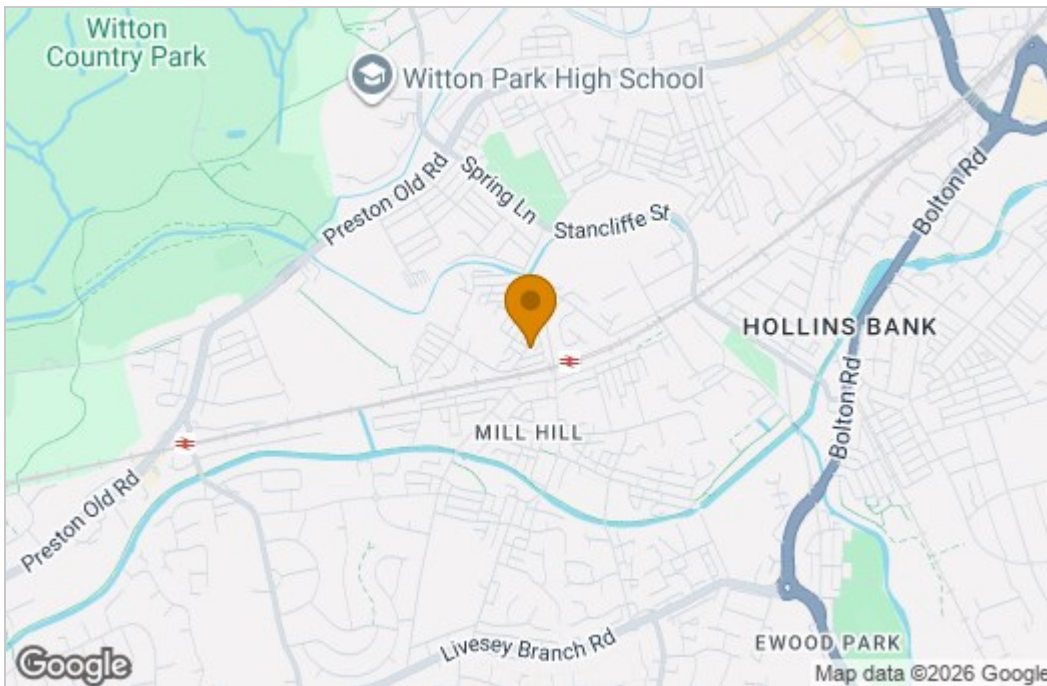 Witton
Country Park
Witton Park High School
Preston Old Rd
Spring Ln
Stancliffe St
Bolton Rd
HOLLINS BANK
Bolton Rd
MILL HILL
Preston Old Rd
Livesey Branch Rd
EWOOD PARK
Google
Map data ©2026 Google